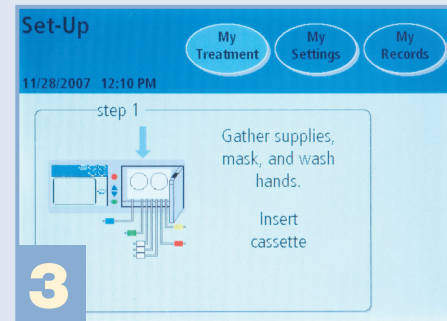 Set-Up
My Treatment
My Settings
My Records
11/28/2007 12:10 PM
step 1
Gather supplies,
mask, and wash
hands.
Insert
cassette
3